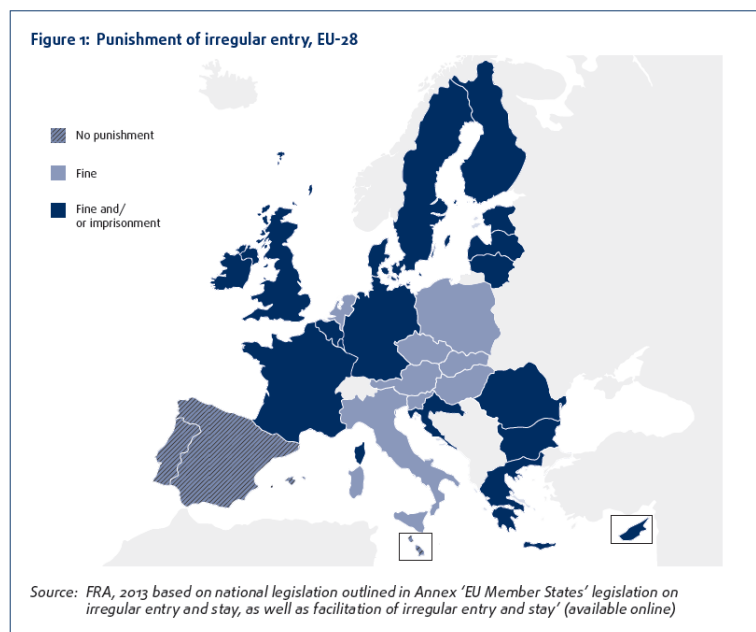 Figure 1: Punishment of irregular entry, EU-28
No punishment
Fine
Fine and/
or imprisonment
Source: FRA, 2013 based on national legislation outlined in Annex ‘EU Member States’ legislation on
irregular entry and stay, as well as facilitation of irregular entry and stay’ (available online)